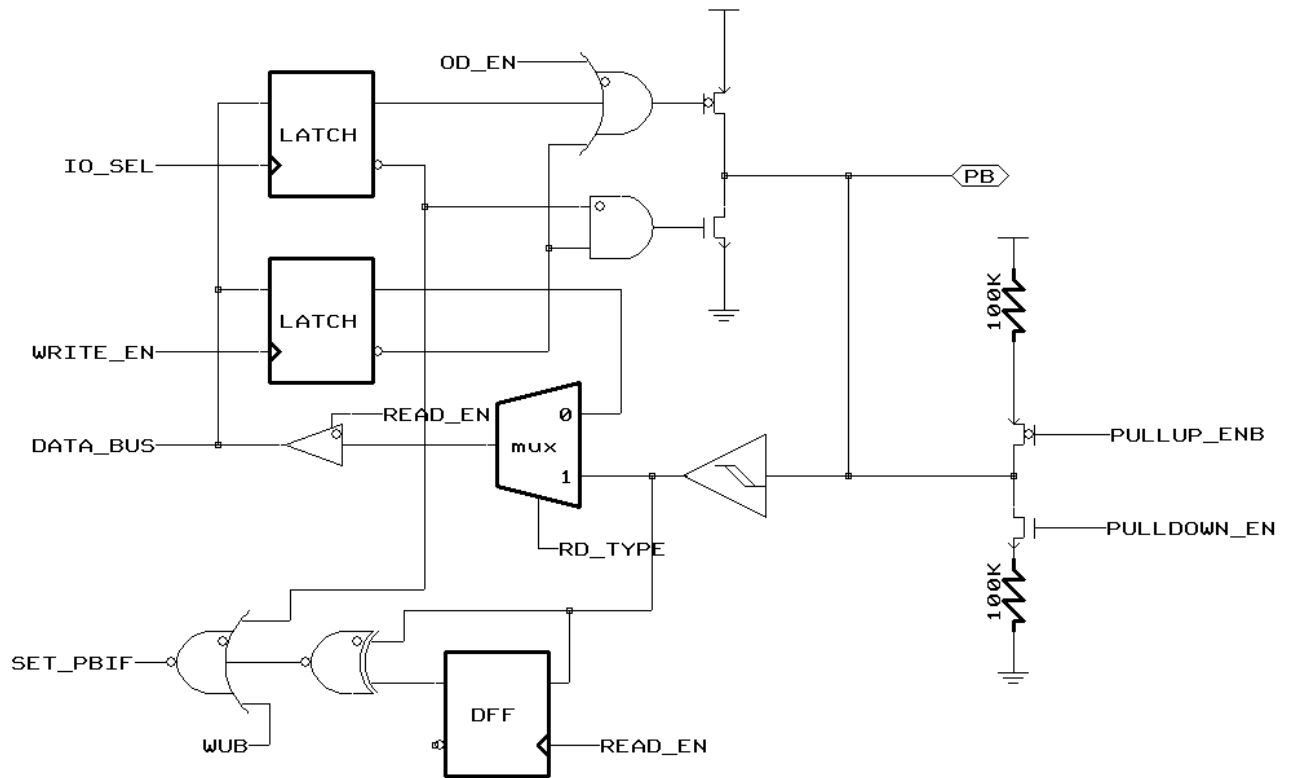 OD_EN
LATCH
IO_SEL
PB
LATCH
100K
WRITE_EN
READ_EN
0
DATA_BUS
mux
PULLUP_ENB
1
PULLDOWN_EN
RD_TYPE
100K
SET_PBIF
DFF
WUB
READ_EN